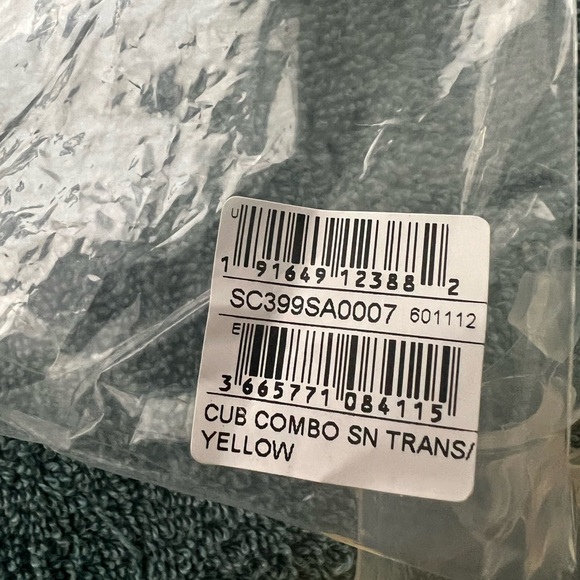 U
1 91649 12388 2
SC399SA0007 601112
E
3 665771 084115
CUB COMBO SN TRANS/
YELLOW